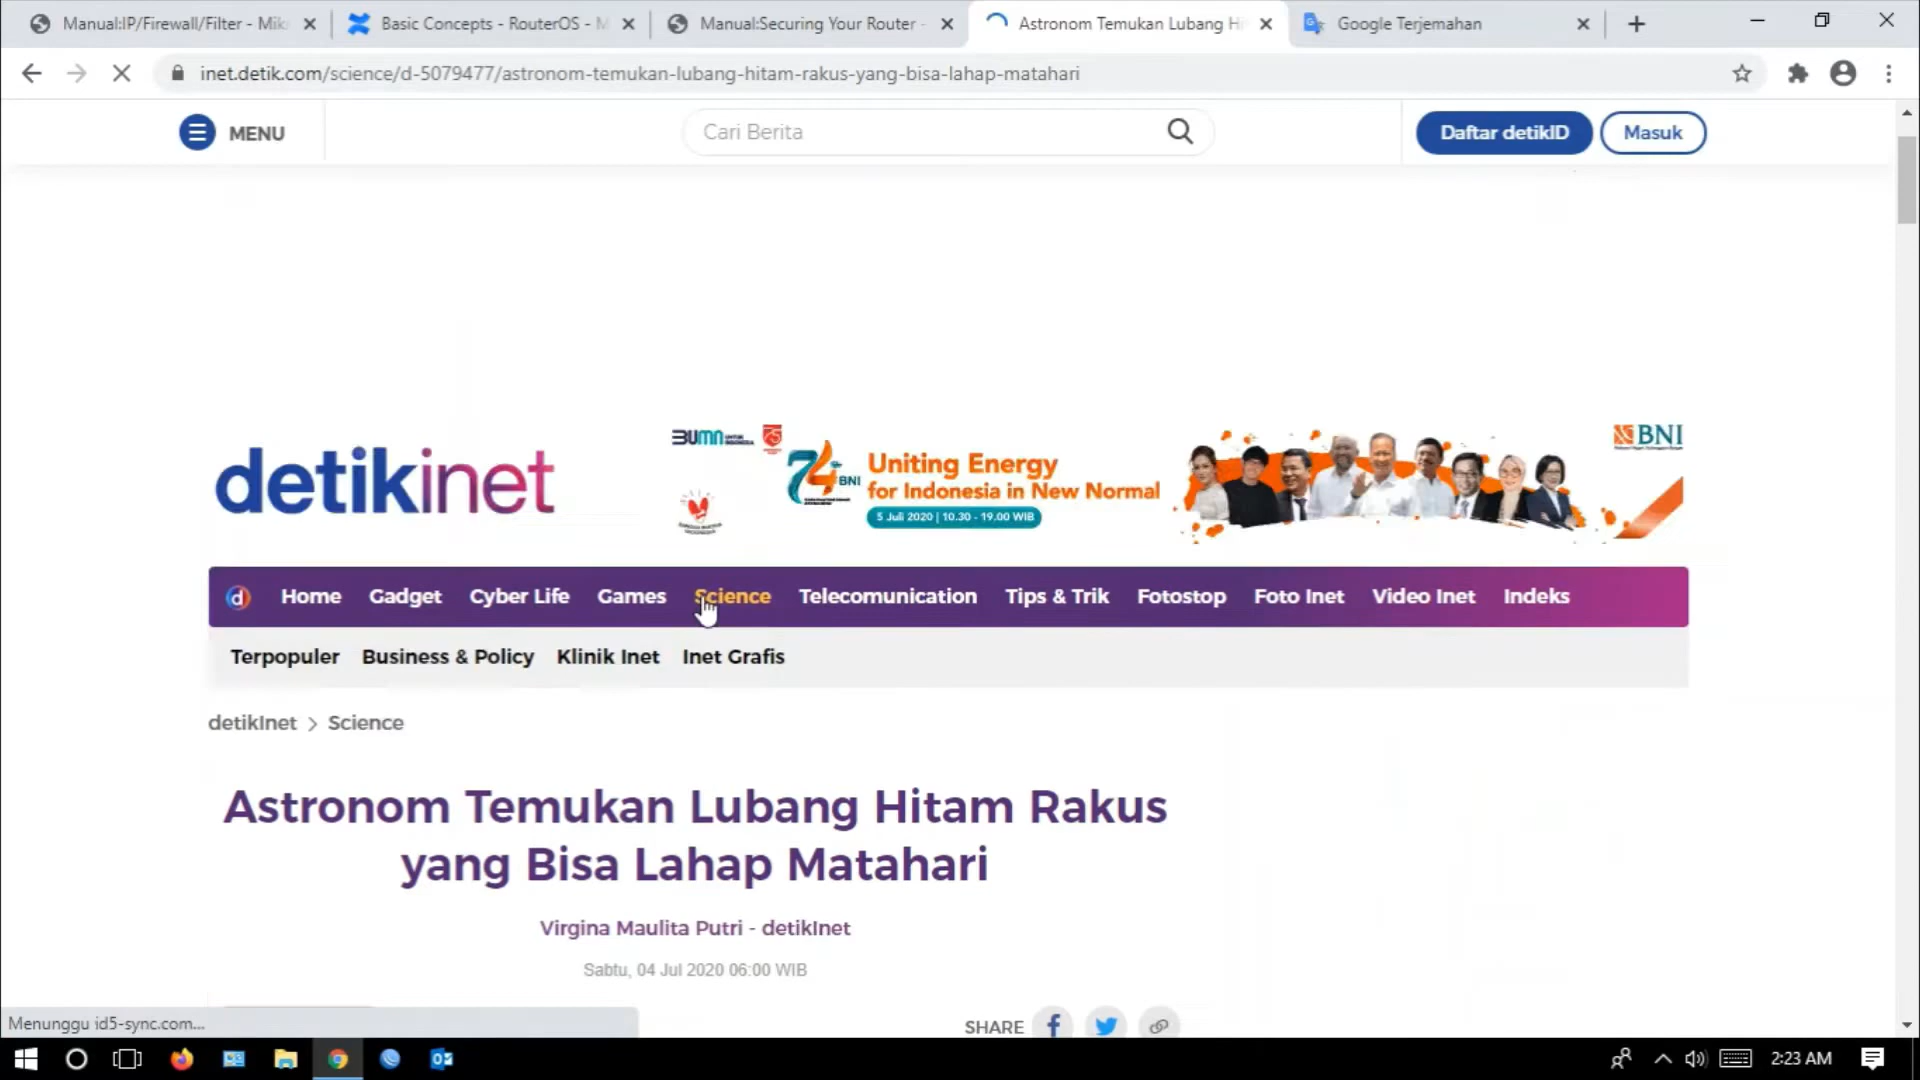 Manual:IP/Firewall/Filter - Mik
Basic Concepts - RouterOS - M
Manual:Securing Your Router -
Astronom Temukan Lubang Hi
Google Terjemahan
inet.detik.com/science/d-5079477/astronom-temukan-lubang-hitam-rakus-yang-bisa-lahap-matahari
MENU
Cari Berita
Daftar detikID
Masuk
detikinet
BUMN
74 BNI
Uniting Energy
for Indonesia in New Normal
5 Juli 2020 | 10.30 - 19.00 WIB
BNI
d Home Gadget Cyber Life Games Science Telecomunication Tips & Trik Fotostop Foto Inet Video Inet Indeks
Terpopuler Business & Policy Klinik Inet Inet Grafis
detikInet > Science
Astronom Temukan Lubang Hitam Rakus
yang Bisa Lahap Matahari
Virgina Maulita Putri - detikInet
Sabtu, 04 Jul 2020 06:00 WIB
SHARE
Menunggu id5-sync.com...
2:23 AM